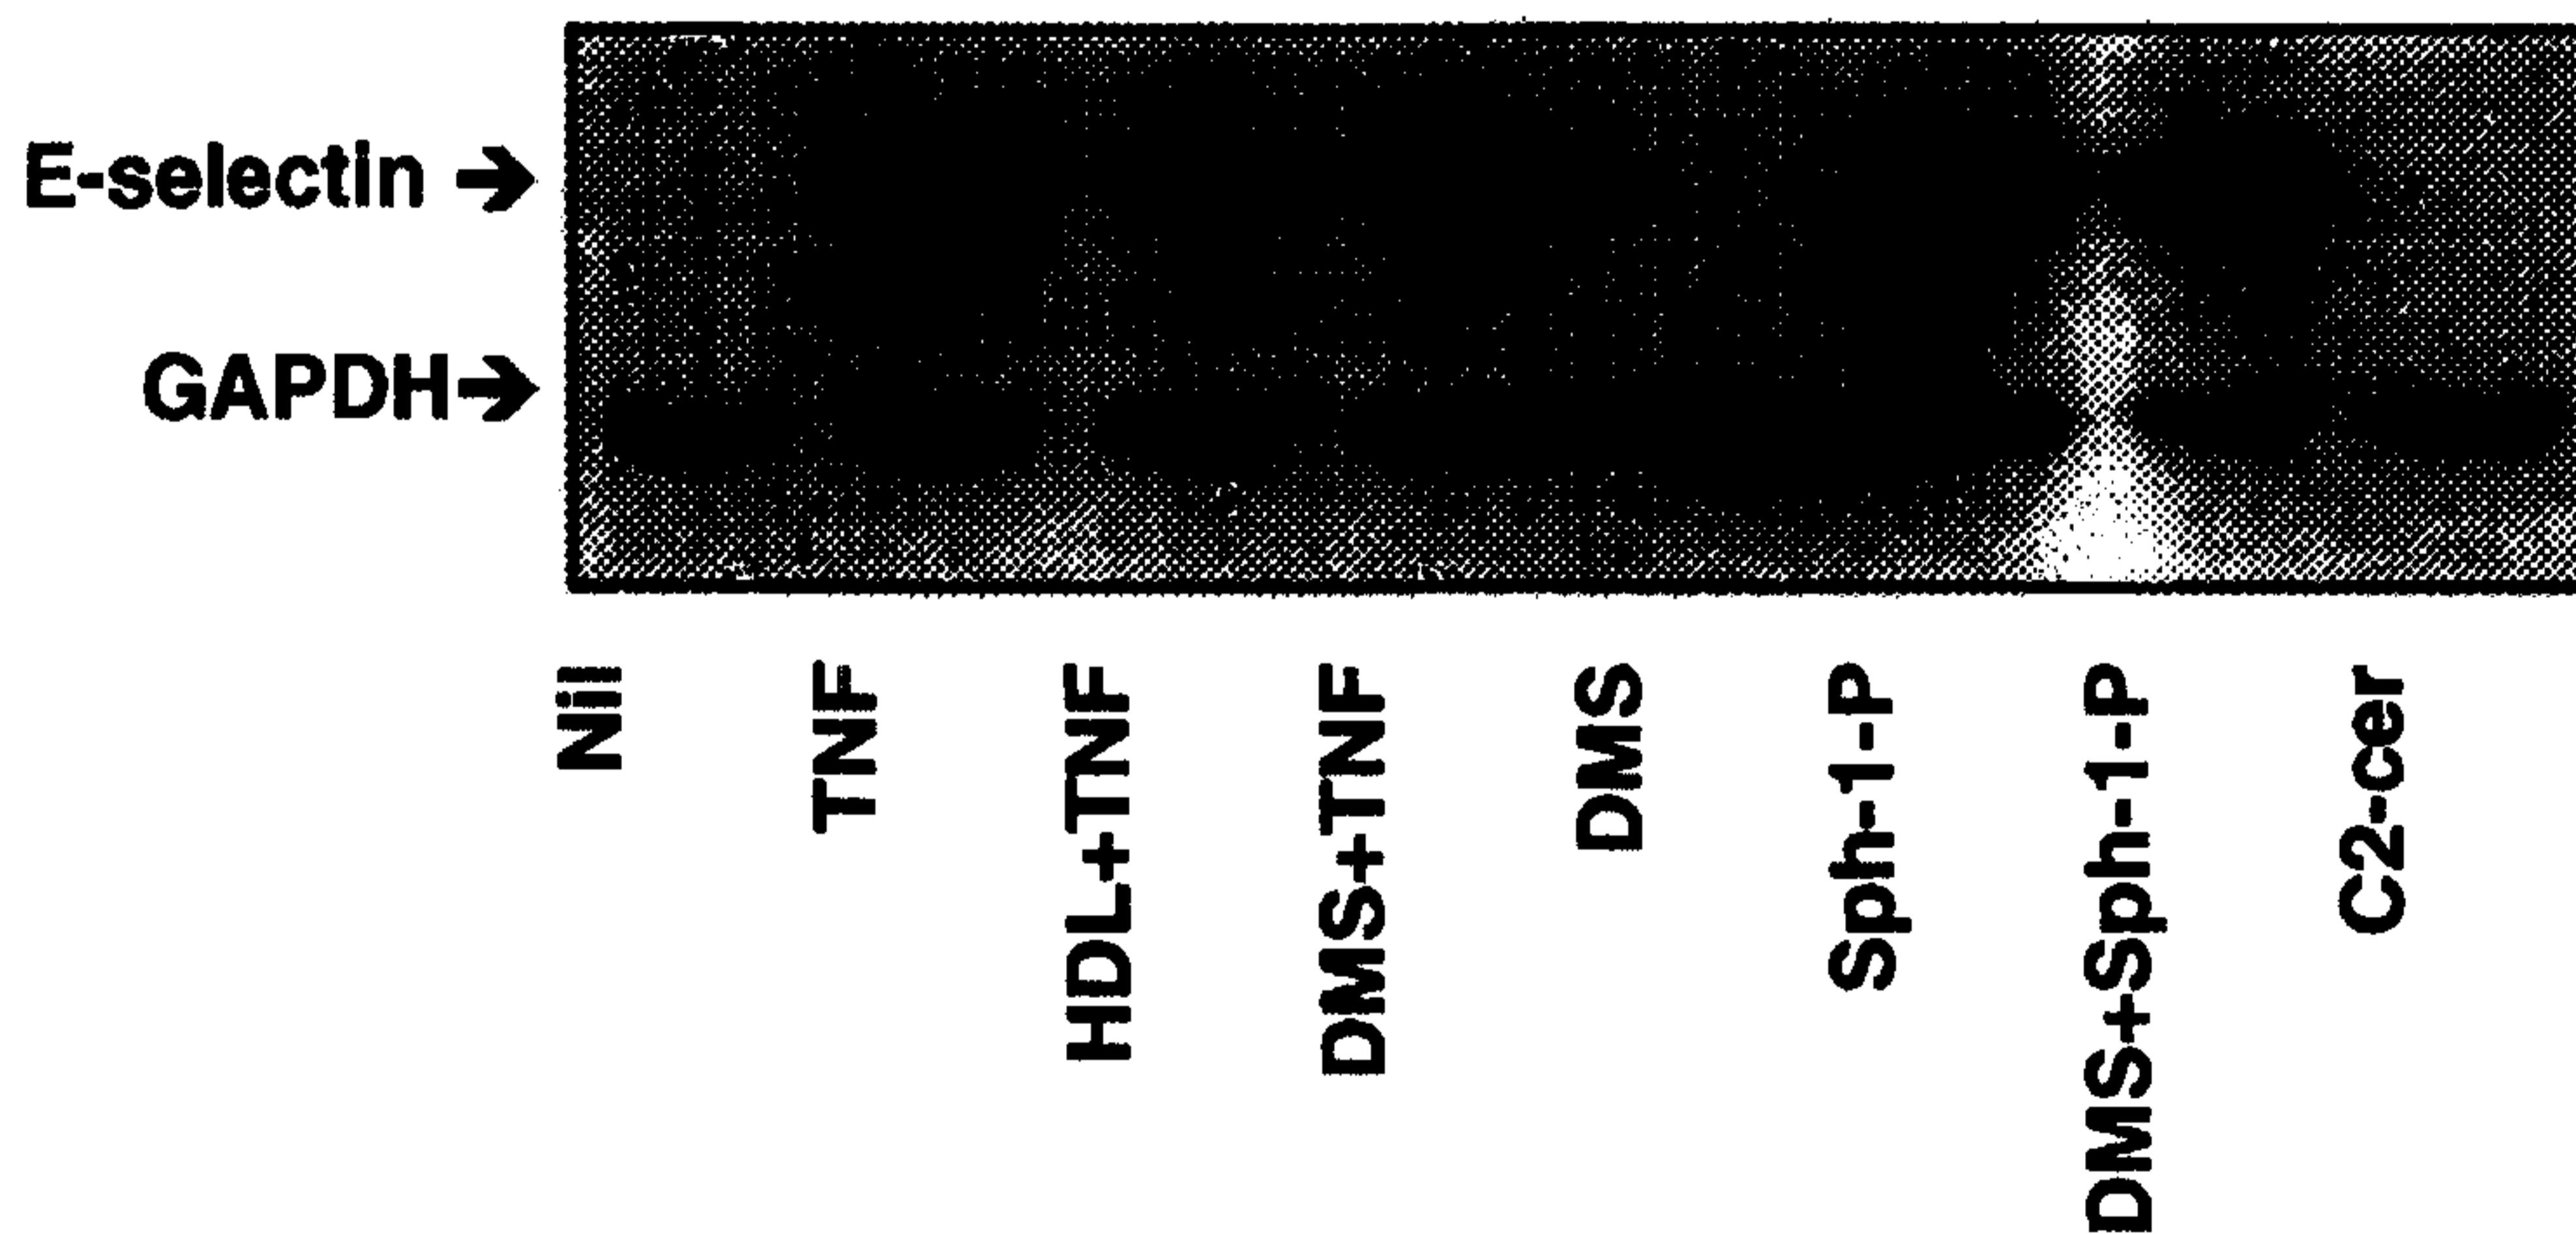 E-selectin →
GAPDH→
Nil
TNF
HDL+TNF
DMS+TNF
DMS
Sph-1-P
DMS+Sph-1-P
C2-cer